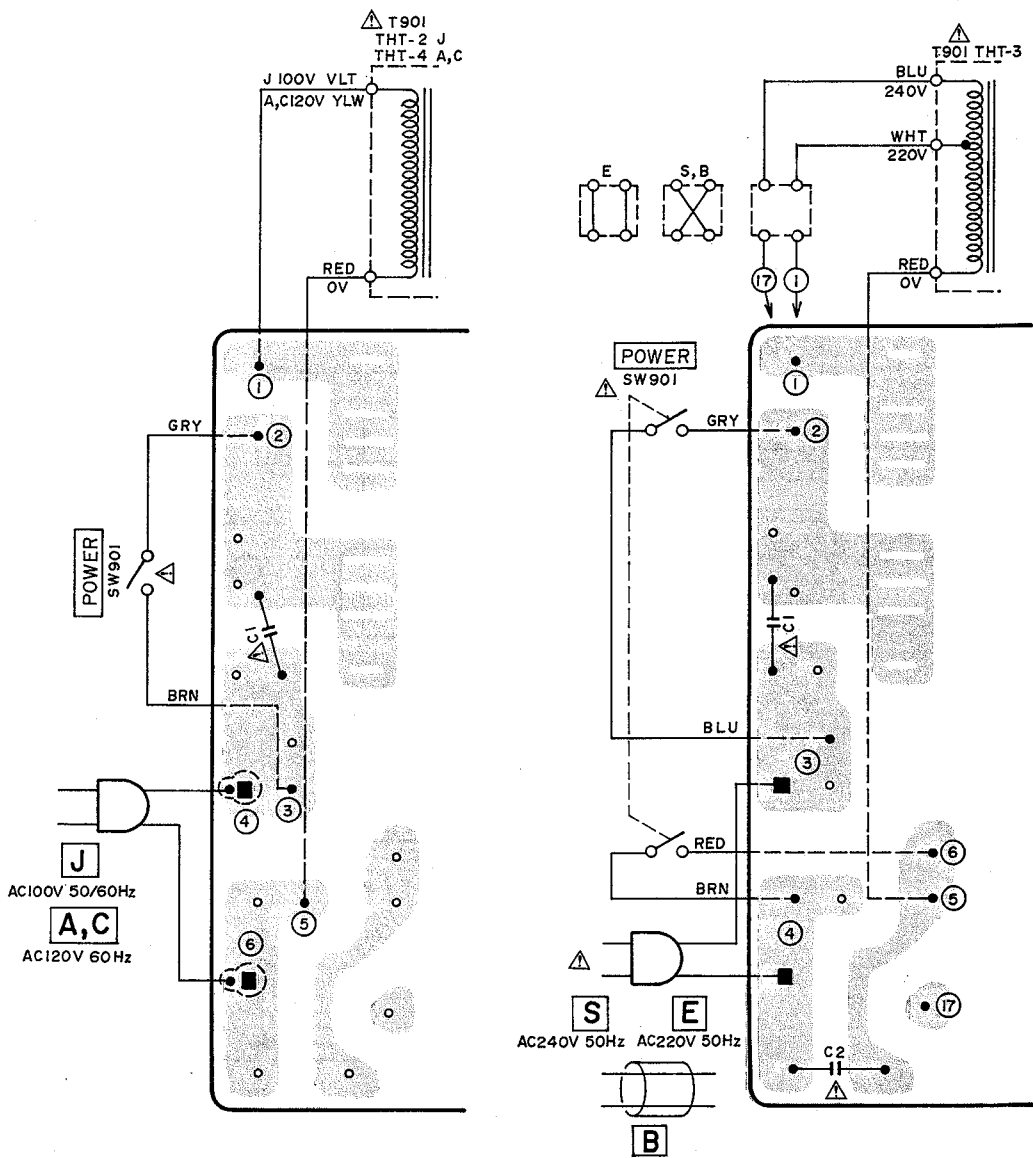 ⚠ T901
THT-2 J
THT-4 A,C
J 100V VLT
A,C120V YLW
RED
0V
①
GRY
②
POWER
SW901
⚠
C1
⚠
BRN
③
④
J
AC100V 50/60Hz
A,C
AC120V 60Hz
⑤
⑥
⚠
T901 THT-3
BLU
240V
WHT
220V
E
S,B
⑰
①
RED
0V
POWER
SW901
⚠
①
GRY
②
C1
⚠
BLU
③
RED
⑥
BRN
⑤
④
⚠
S
AC240V 50Hz
E
AC220V 50Hz
⑰
C2
⚠
B